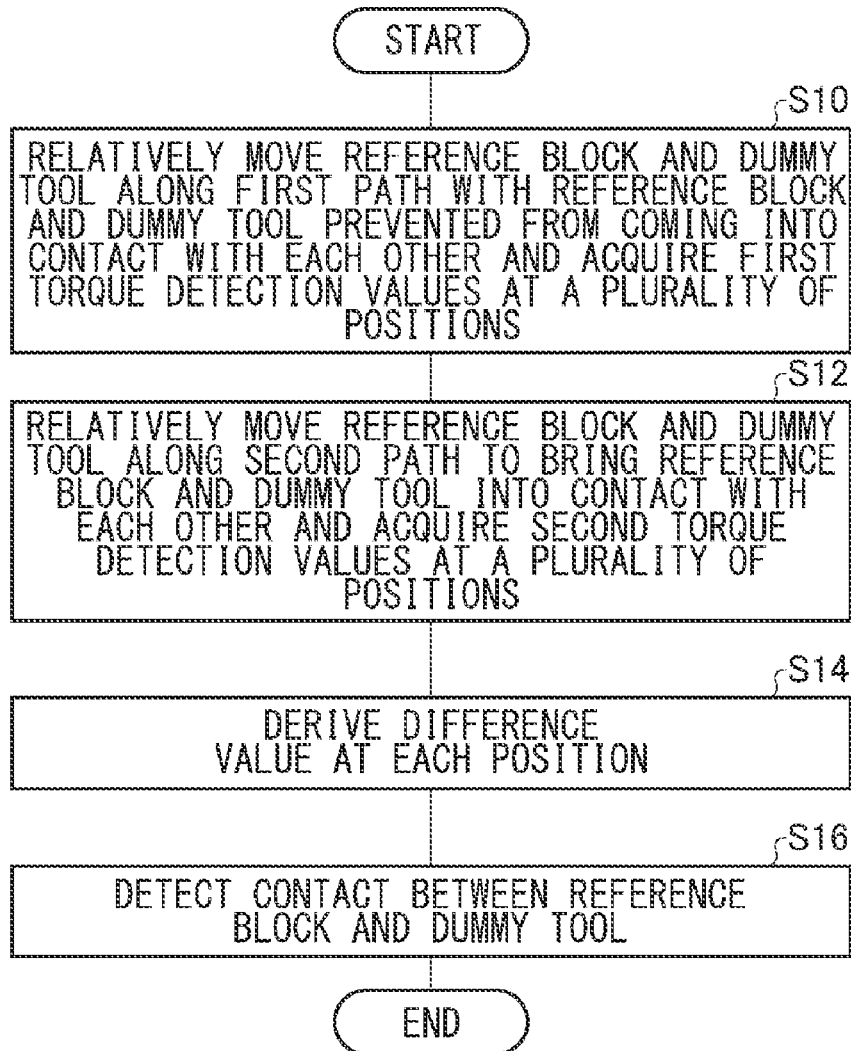 START
S10
RELATIVELY MOVE REFERENCE BLOCK AND DUMMY
TOOL ALONG FIRST PATH WITH REFERENCE BLOCK
AND DUMMY TOOL PREVENTED FROM COMING INTO
CONTACT WITH EACH OTHER AND ACQUIRE FIRST
TORQUE DETECTION VALUES AT A PLURALITY OF
POSITIONS
S12
RELATIVELY MOVE REFERENCE BLOCK AND DUMMY
TOOL ALONG SECOND PATH TO BRING REFERENCE
BLOCK AND DUMMY TOOL INTO CONTACT WITH
EACH OTHER AND ACQUIRE SECOND TORQUE
DETECTION VALUES AT A PLURALITY OF
POSITIONS
S14
DERIVE DIFFERENCE
VALUE AT EACH POSITION
S16
DETECT CONTACT BETWEEN REFERENCE
BLOCK AND DUMMY TOOL
END